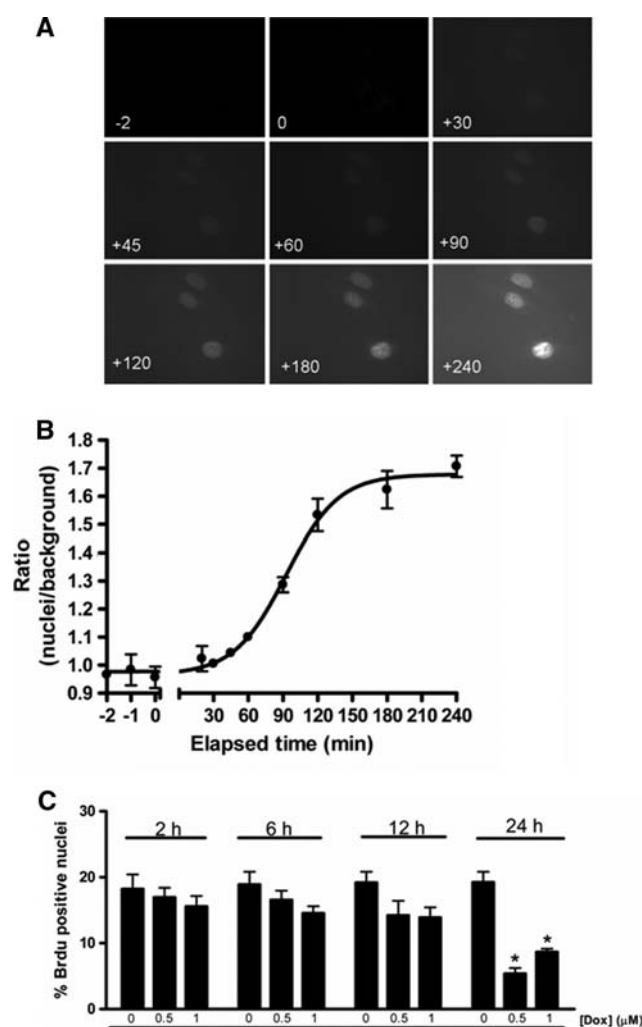 A
-2
0
+30
+45
+60
+90
+120
+180
+240
B
Ratio
(nuclei/background)
1.8
1.7
1.6
1.5
1.4
1.3
1.2
1.1
1.0
0.9
-2 -1 0 30 60 90 120 150 180 210 240
Elapsed time (min)
C
% Brdu positive nuclei
30
20
10
0
2 h 6 h 12 h 24 h
* *
0 0.5 1 0 0.5 1 0 0.5 1 0 0.5 1 [Dox] (μM)